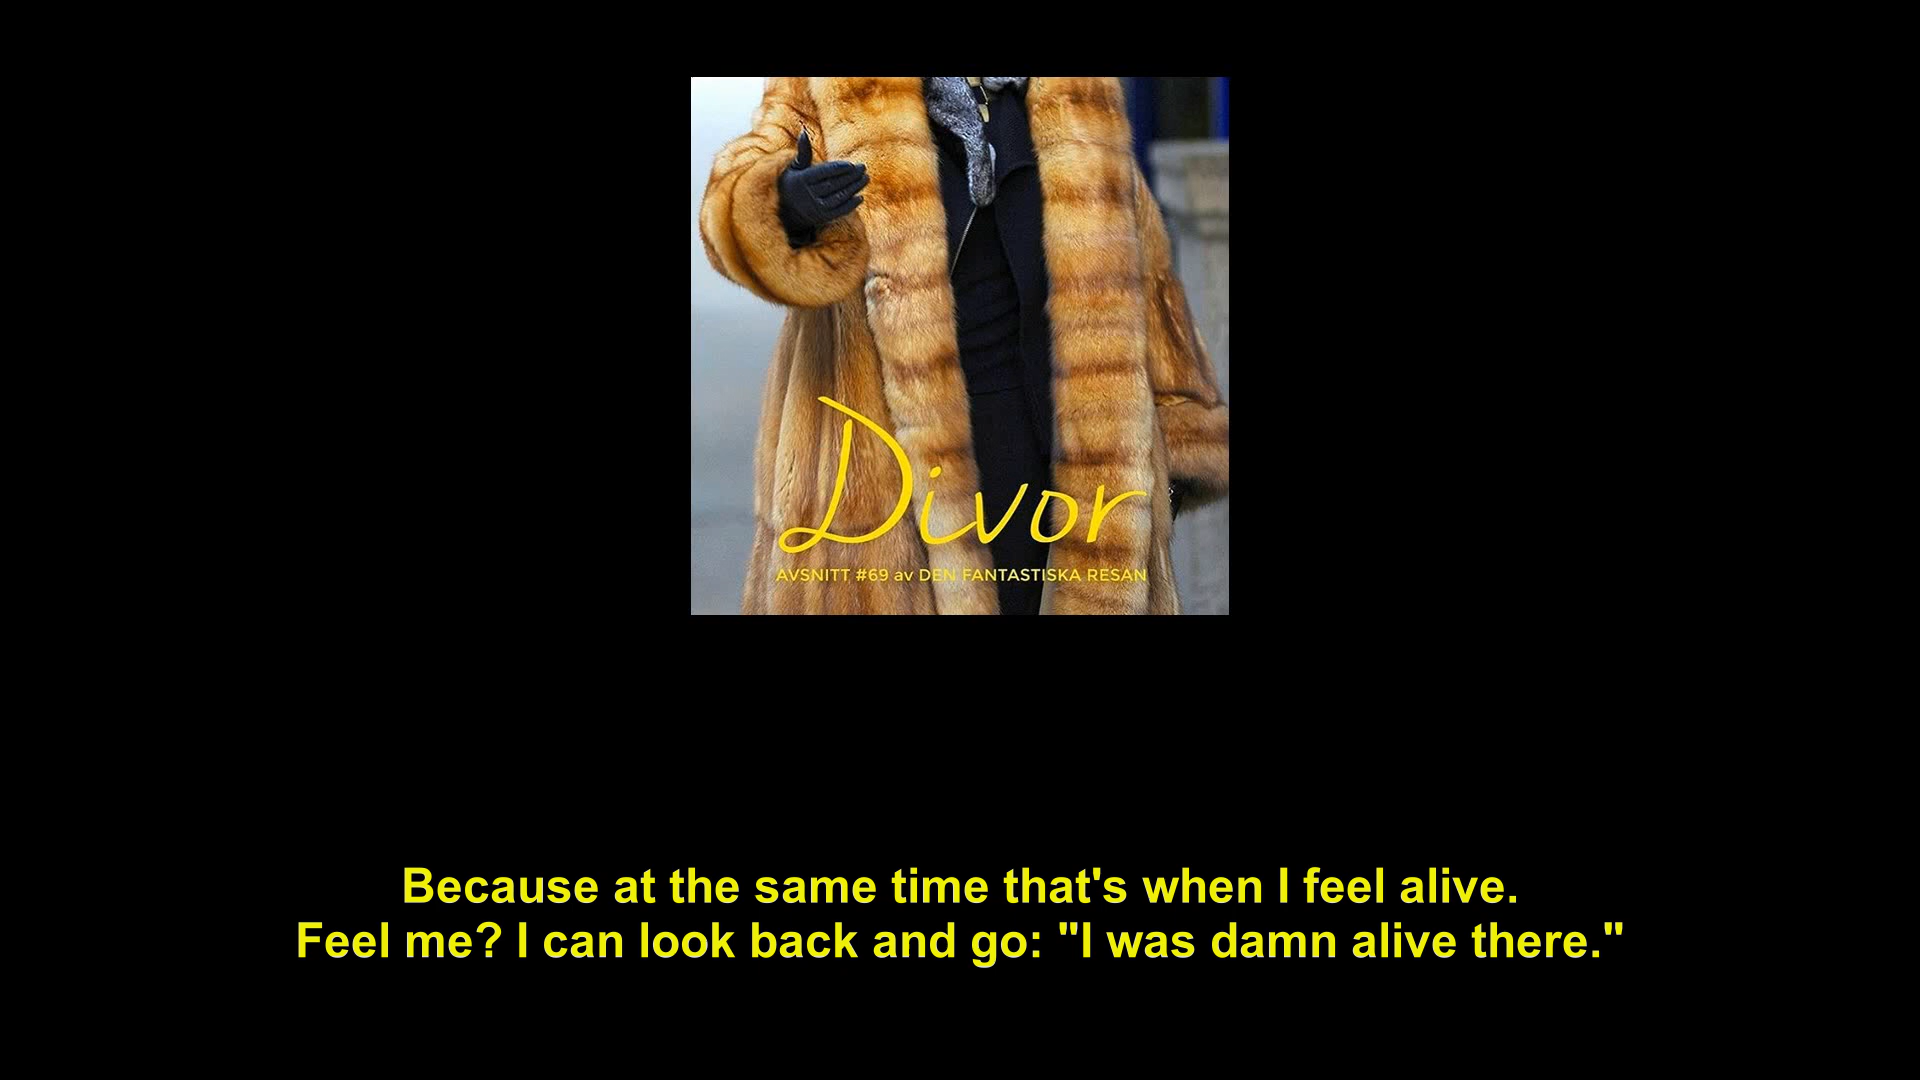 Divor
AVSNITT #69 av DEN FANTASTISKA RESAN
Because at the same time that's when I feel alive.
Feel me? I can look back and go: "I was damn alive there."